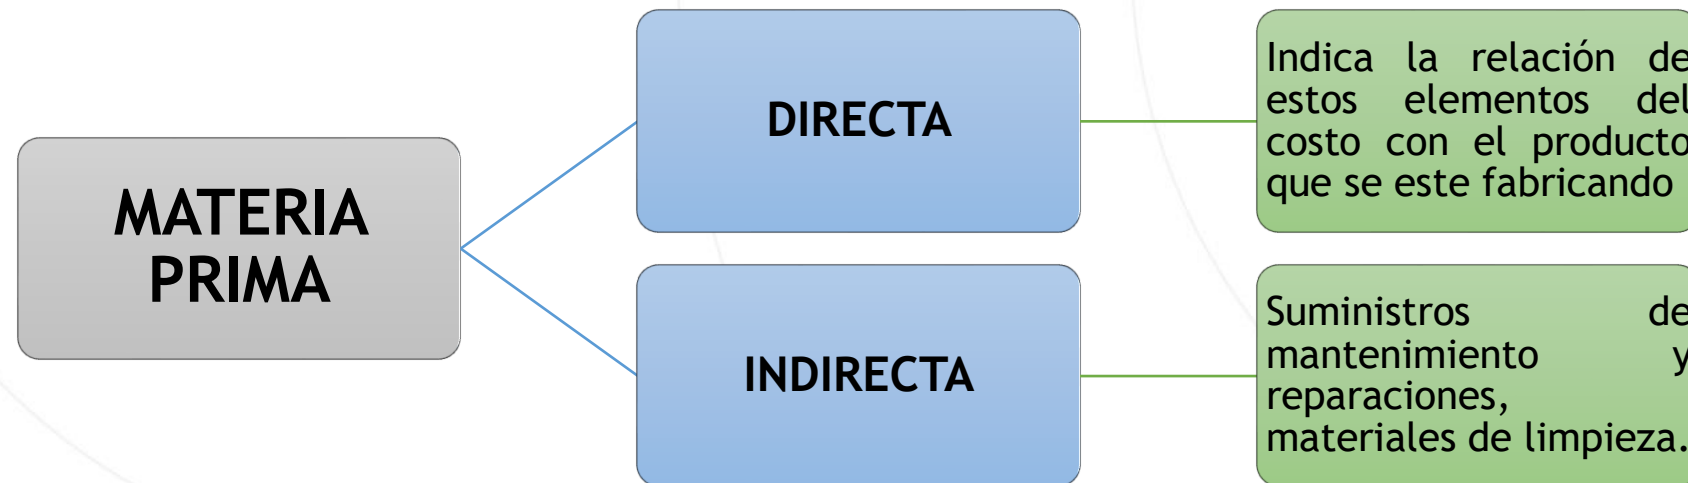 MATERIA
PRIMA
DIRECTA
Indica la relación de
estos elementos del
costo con el producto
que se este fabricando
INDIRECTA
Suministros de
mantenimiento y
reparaciones,
materiales de limpieza.